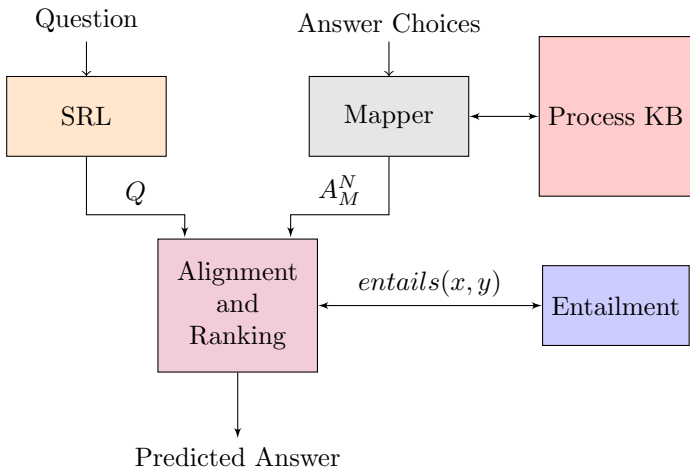 Question
Answer Choices
SRL
Mapper
Process KB
Q
A_M^N
Alignment
and
Ranking
entails(x, y)
Entailment
Predicted Answer